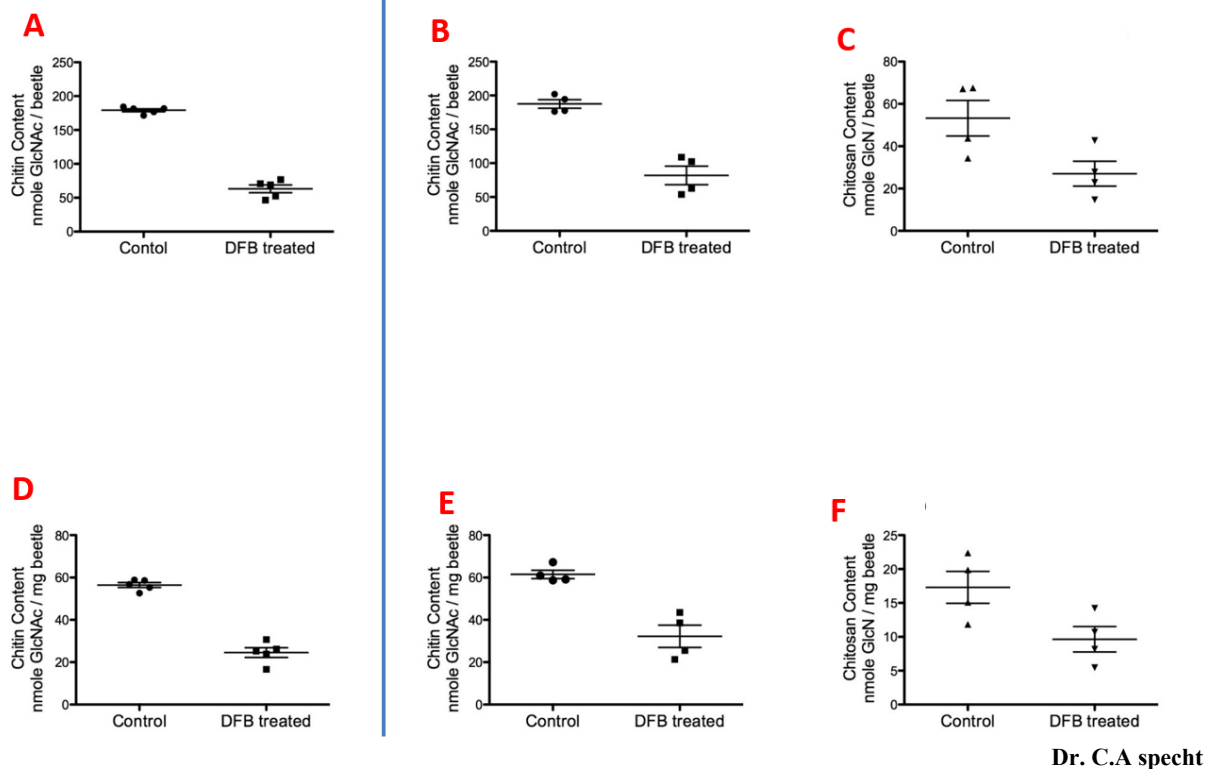 A
Chitin Content
nmole GlcNAc / beetle
250
200
150
100
50
0
Contol
DFB treated
B
Chitin Content
nmole GlcNAc / beetle
250
200
150
100
50
0
Control
DFB treated
C
Chitosan Content
nmole GlcN / beetle
80
60
40
20
0
Control
DFB treated
D
Chitin Content
nmole GlcNAc / mg beetle
80
60
40
20
0
Control
DFB treated
E
Chitin Content
nmole GlcNAc / mg beetle
80
60
40
20
0
Control
DFB treated
F
Chitosan Content
nmole GlcN / mg beetle
25
20
15
10
5
0
Control
DFB treated
Dr. C.A specht